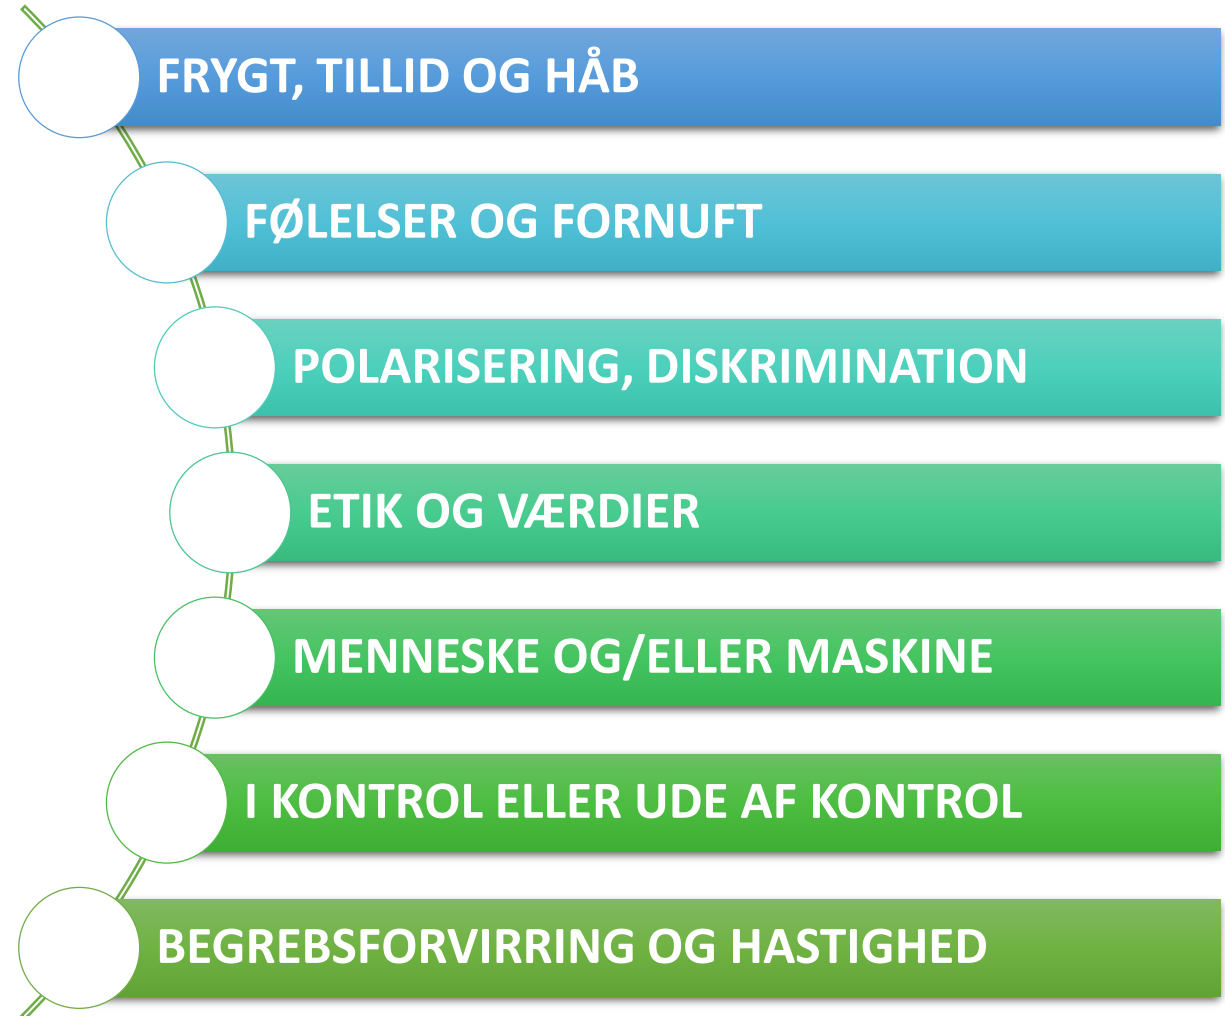 FRYGT, TILLID OG HÅB
FØLELSER OG FORNUFT
POLARISERING, DISKRIMINATION
ETIK OG VÆRDIER
MENNESKE OG/ELLER MASKINE
I KONTROL ELLER UDE AF KONTROL
BEGREBSFORVIRRING OG HASTIGHED